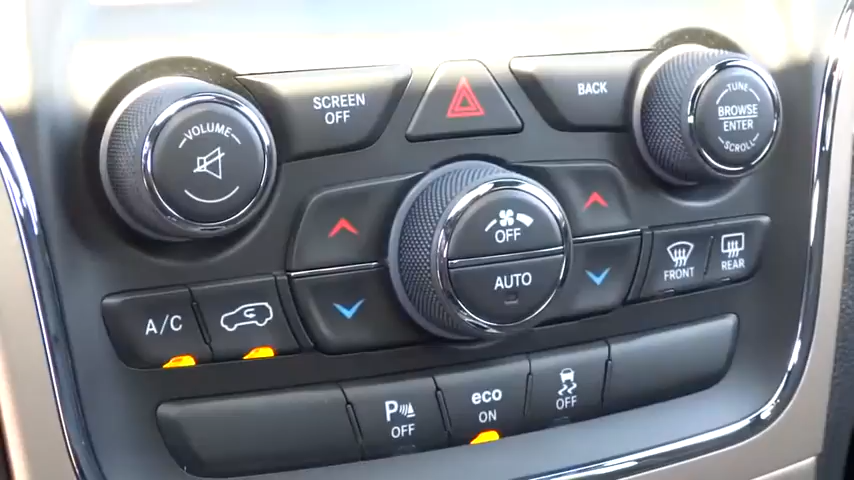 VOLUME
SCREEN
OFF
BACK
TUNE
BROWSE
ENTER
SCROLL
OFF
AUTO
FRONT
REAR
A/C
P
OFF
eco
ON
OFF